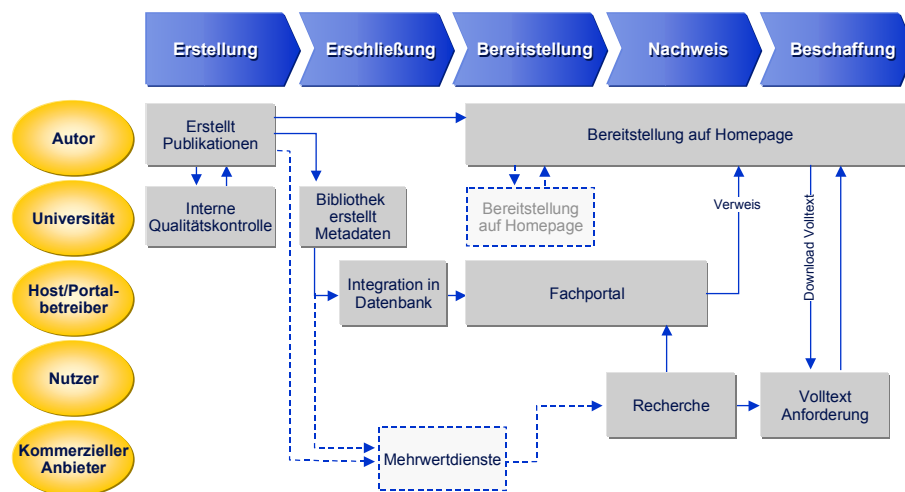 Erstellung
Erschließung
Bereitstellung
Nachweis
Beschaffung
Autor
Erstellt
Publikationen
Bereitstellung auf Homepage
Universität
Interne
Qualitätskontrolle
Bibliothek
erstellt
Metadaten
Bereitstellung
auf Homepage
Verweis
Download Volltext
Host/Portal-
betreiber
Integration in
Datenbank
Fachportal
Nutzer
Recherche
Volltext
Anforderung
Kommerzieller
Anbieter
Mehrwertdienste